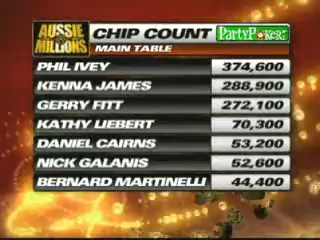 AUSSIE
MILLIONS
CHIP COUNT
PartyPoker
MAIN TABLE
PHIL IVEY 374,600
KENNA JAMES 288,900
GERRY FITT 272,100
KATHY LIEBERT 70,300
DANIEL CAIRNS 53,200
NICK GALANIS 52,600
BERNARD MARTINELLI 44,400